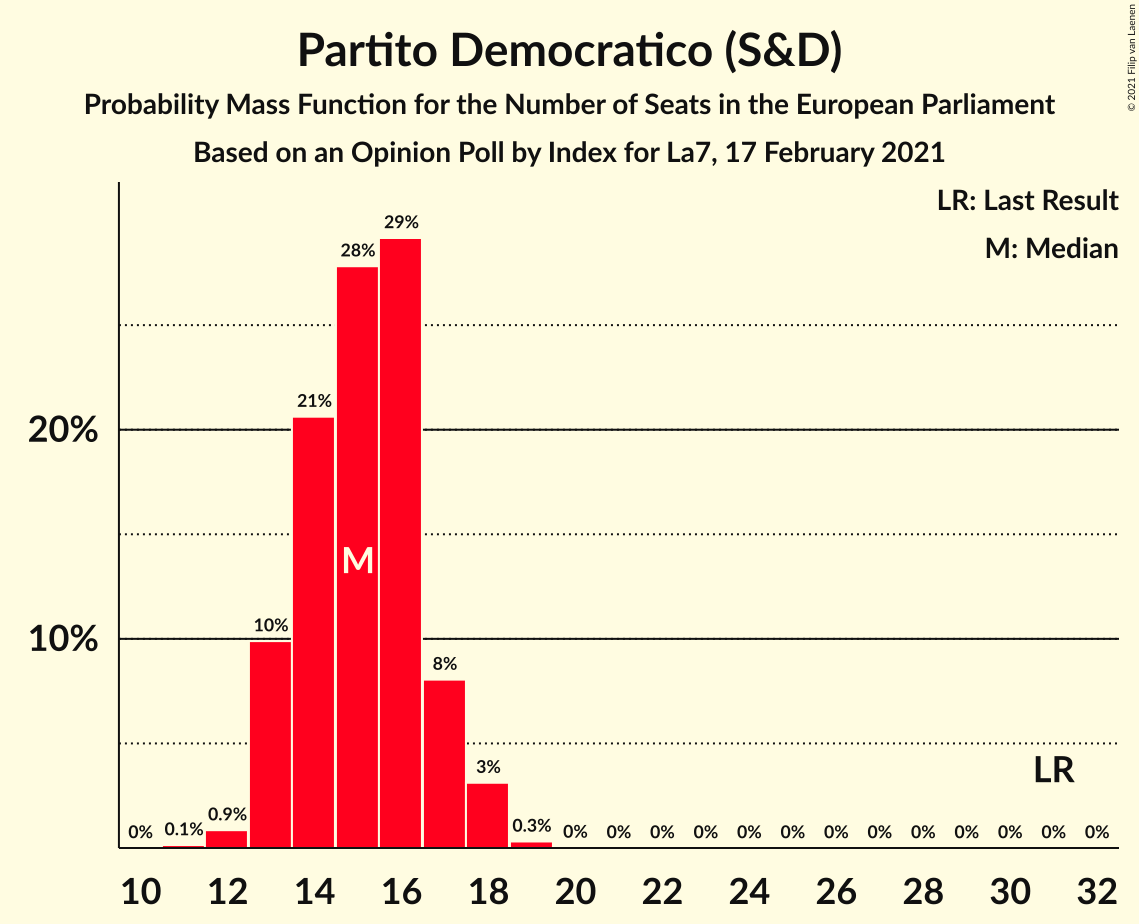 Partito Democratico (S&D)
Probability Mass Function for the Number of Seats in the European Parliament
Based on an Opinion Poll by Index for La7, 17 February 2021
© 2021 Filip van Laenen
LR: Last Result
M: Median
29%
28%
21%
20%
M
10%
10%
8%
3%
LR
0% 0.1% 0.9% 0.3% 0% 0% 0% 0% 0% 0% 0% 0% 0% 0% 0% 0% 0%
10 12 14 16 18 20 22 24 26 28 30 32